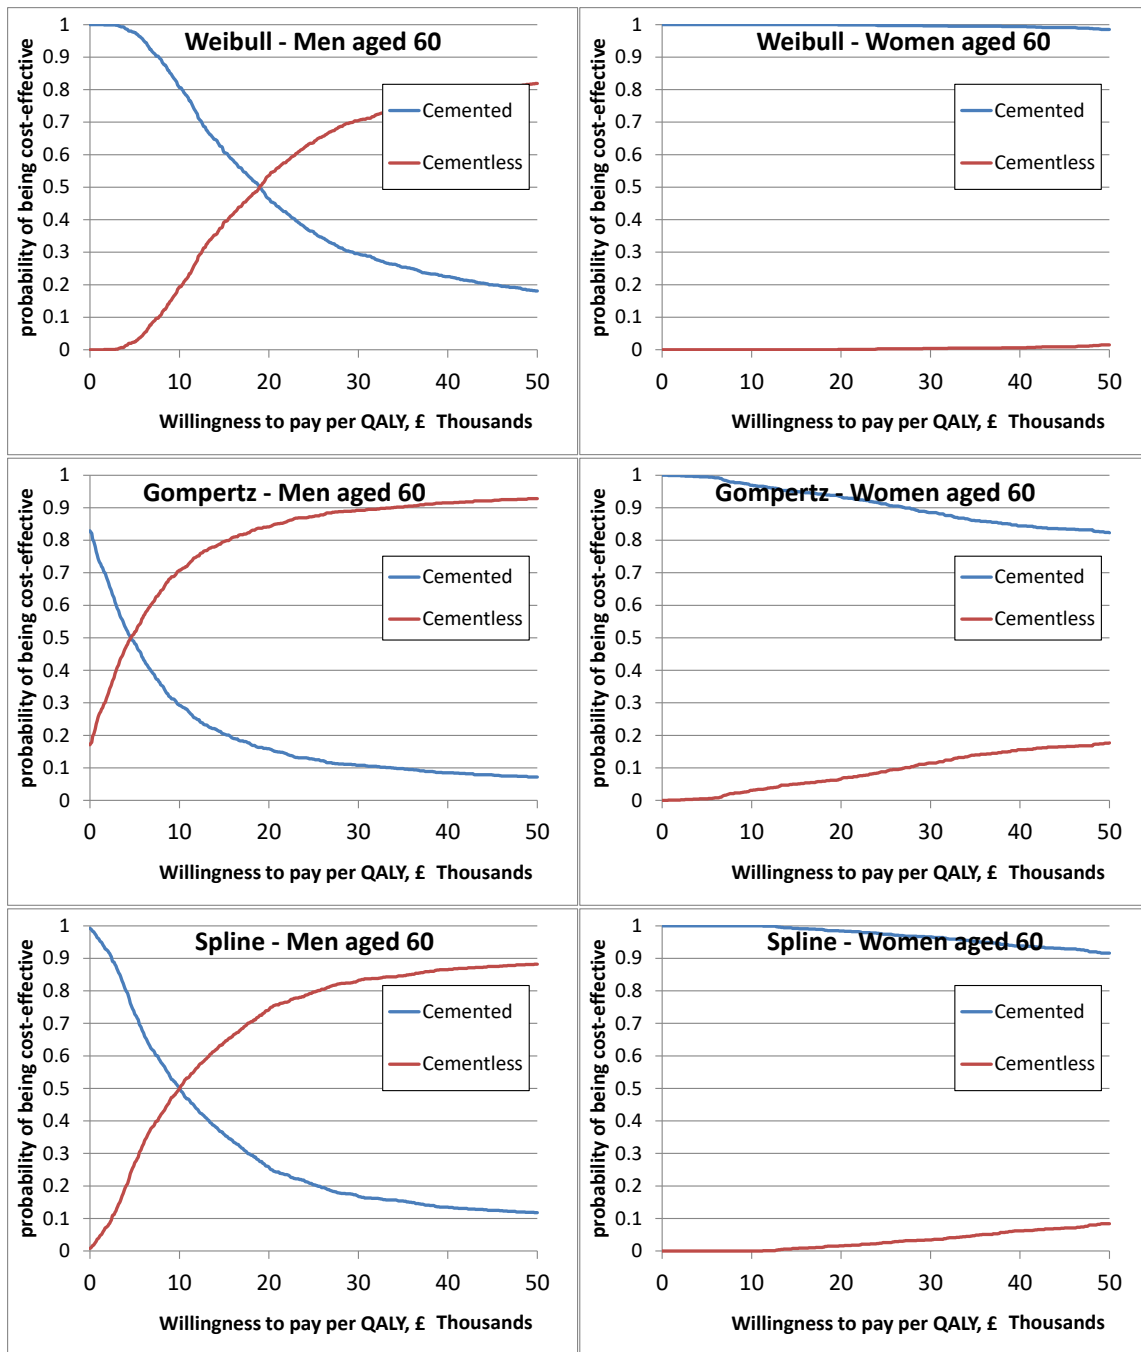 Weibull - Men aged 60
probability of being cost-effective
1
0.9
0.8
0.7
0.6
0.5
0.4
0.3
0.2
0.1
0
Cemented
Cementless
0 10 20 30 40 50
Willingness to pay per QALY, £ Thousands
Weibull - Women aged 60
probability of being cost-effective
1
0.9
0.8
0.7
0.6
0.5
0.4
0.3
0.2
0.1
0
Cemented
Cementless
0 10 20 30 40 50
Willingness to pay per QALY, £ Thousands
Gompertz - Men aged 60
probability of being cost-effective
1
0.9
0.8
0.7
0.6
0.5
0.4
0.3
0.2
0.1
0
Cemented
Cementless
0 10 20 30 40 50
Willingness to pay per QALY, £ Thousands
Gompertz - Women aged 60
probability of being cost-effective
1
0.9
0.8
0.7
0.6
0.5
0.4
0.3
0.2
0.1
0
Cemented
Cementless
0 10 20 30 40 50
Willingness to pay per QALY, £ Thousands
Spline - Men aged 60
probability of being cost-effective
1
0.9
0.8
0.7
0.6
0.5
0.4
0.3
0.2
0.1
0
Cemented
Cementless
0 10 20 30 40 50
Willingness to pay per QALY, £ Thousands
Spline - Women aged 60
probability of being cost-effective
1
0.9
0.8
0.7
0.6
0.5
0.4
0.3
0.2
0.1
0
Cemented
Cementless
0 10 20 30 40 50
Willingness to pay per QALY, £ Thousands